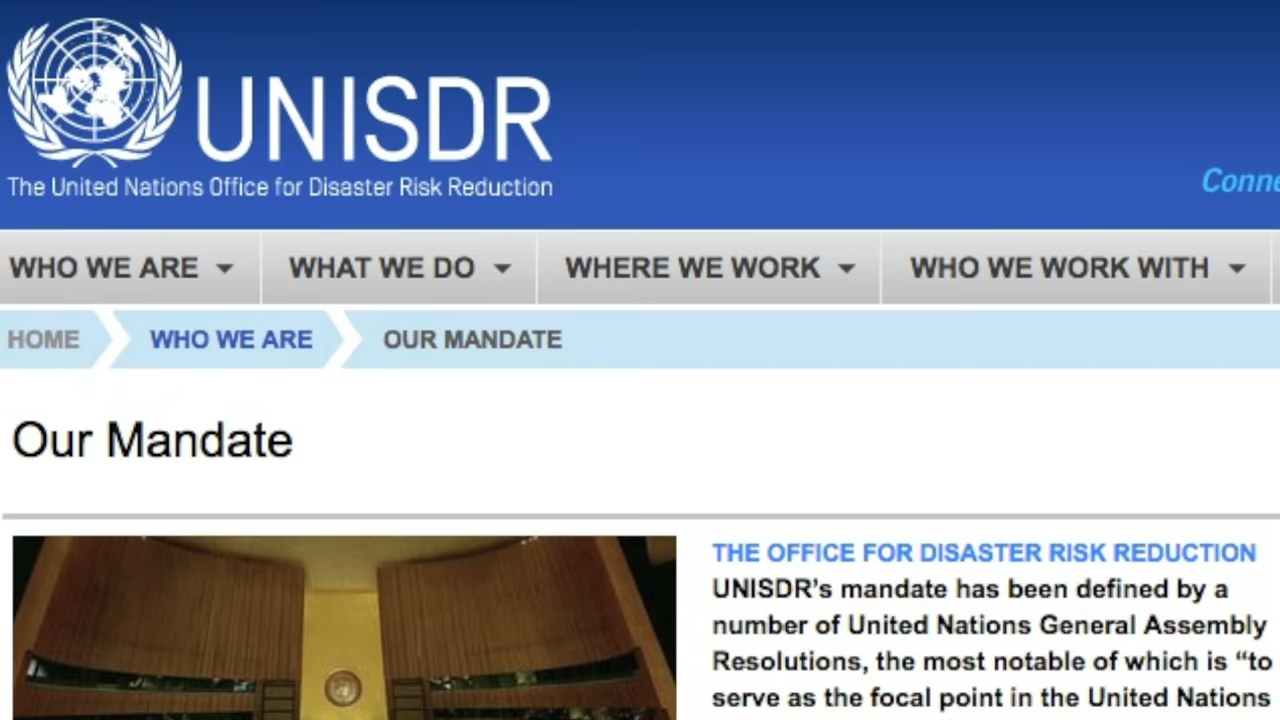 UNISDR
The United Nations Office for Disaster Risk Reduction
WHO WE ARE
WHAT WE DO
WHERE WE WORK
WHO WE WORK WITH
HOME
WHO WE ARE
OUR MANDATE
Our Mandate
THE OFFICE FOR DISASTER RISK REDUCTION
UNISDR’s mandate has been defined by a
number of United Nations General Assembly
Resolutions, the most notable of which is “to
serve as the focal point in the United Nations